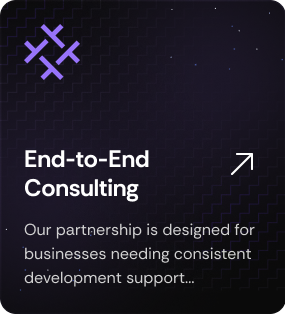 End-to-End
Consulting
Our partnership is designed for
businesses needing consistent
development support...